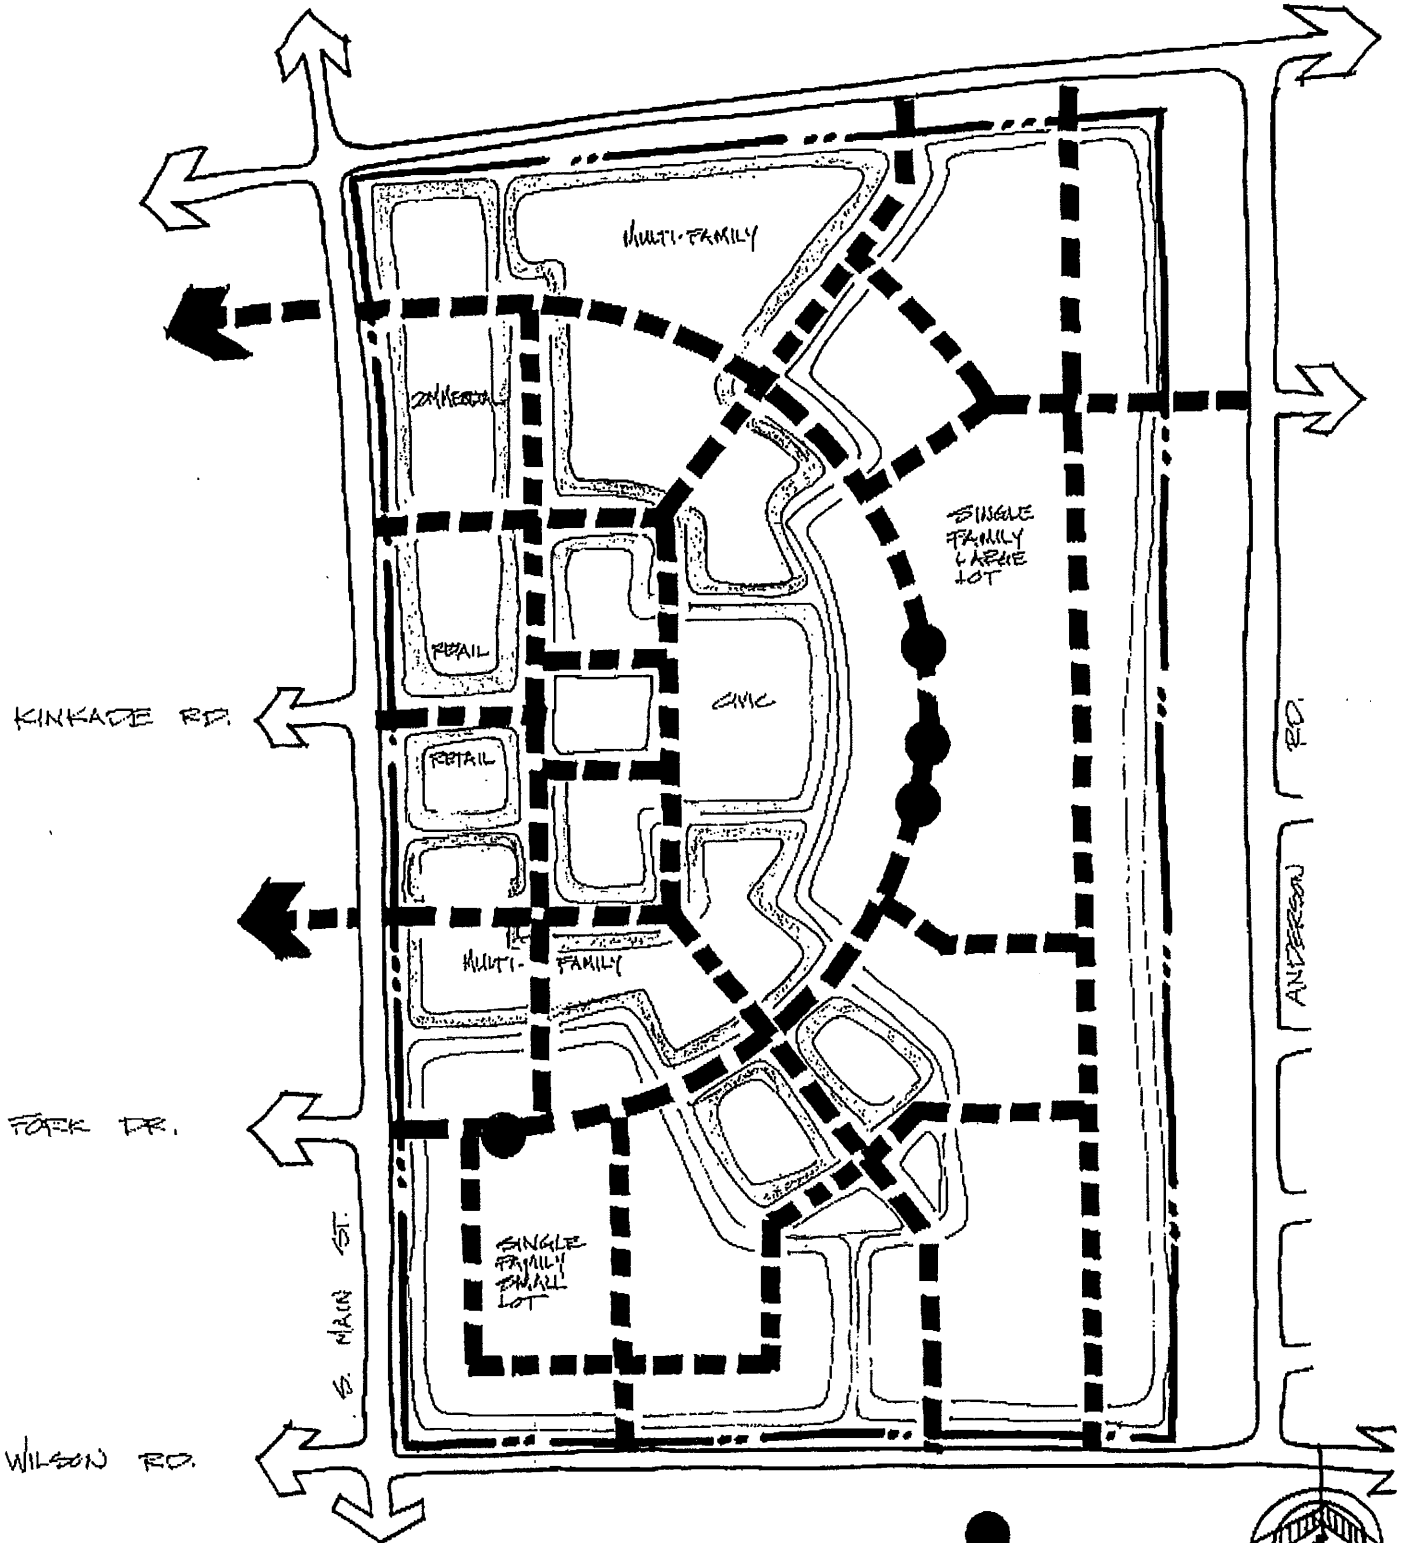 MULTI-FAMILY
COMMERCIAL
SINGLE
FAMILY
LARGE
LOT
RETAIL
CIVIC
KINKADE RD.
RETAIL
MULTI-FAMILY
ANDERSON RD.
FORK DR.
SINGLE
FAMILY
SMALL
LOT
S. MAIN ST.
WILSON RD.